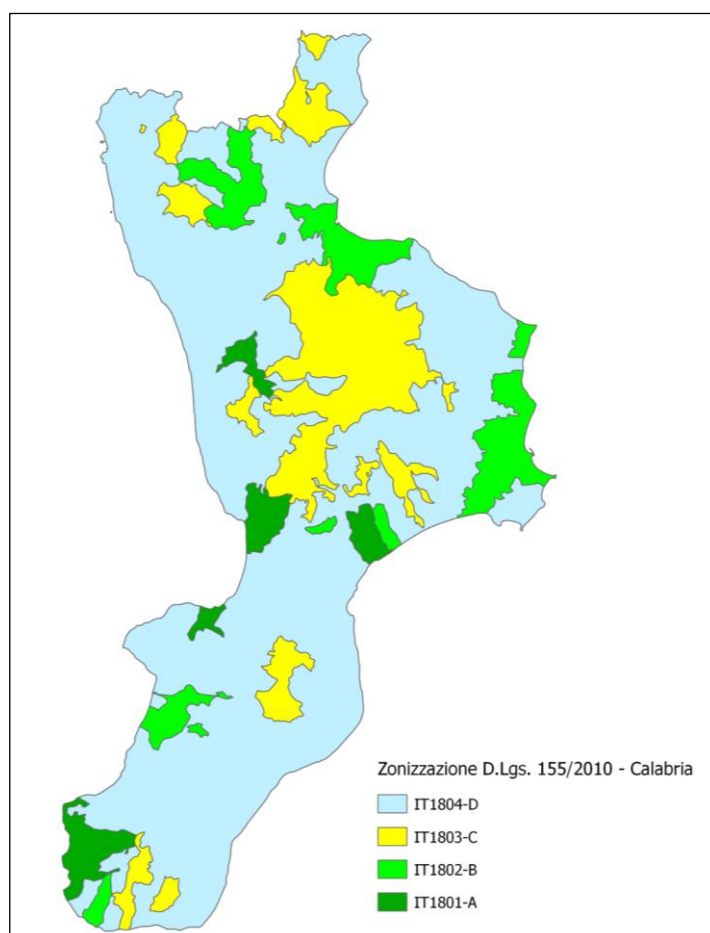 Zonizzazione D.Lgs. 155/2010 - Calabria
IT1804-D
IT1803-C
IT1802-B
IT1801-A